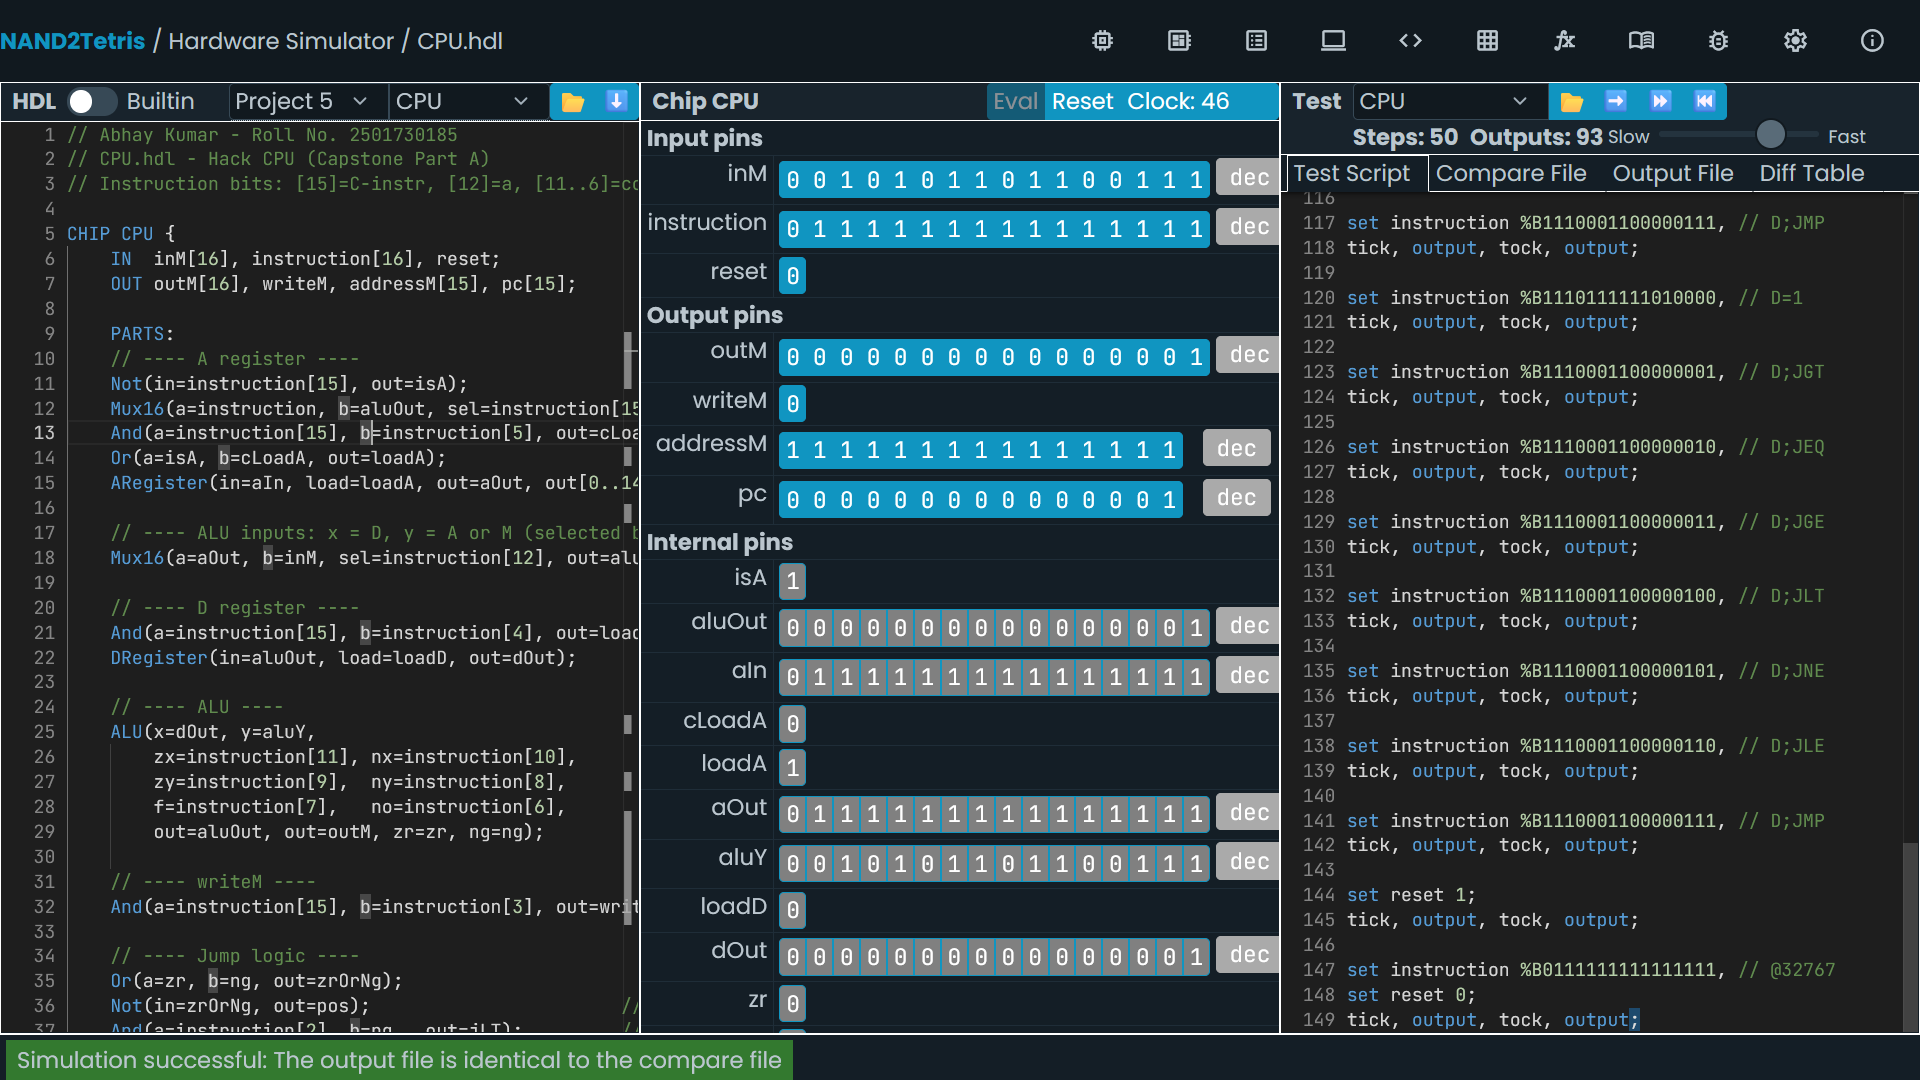 NAND2Tetris / Hardware Simulator / CPU.hdl
HDL Builtin Project 5 CPU
1 // Abhay Kumar - Roll No. 2501730185
2 // CPU.hdl - Hack CPU (Capstone Part A)
3 // Instruction bits: [15]=C-instr, [12]=a, [11..6]=co
4
5 CHIP CPU {
6 IN inM[16], instruction[16], reset;
7 OUT outM[16], writeM, addressM[15], pc[15];
8
9 PARTS:
10 // ---- A register ----
11 Not(in=instruction[15], out=isA);
12 Mux16(a=instruction, b=aluOut, sel=instruction[15
13 And(a=instruction[15], b=instruction[5], out=cLoa
14 Or(a=isA, b=cLoadA, out=loadA);
15 ARegister(in=aIn, load=loadA, out=aOut, out[0..14
16
17 // ---- ALU inputs: x = D, y = A or M (selected b
18 Mux16(a=aOut, b=inM, sel=instruction[12], out=alu
19
20 // ---- D register ----
21 And(a=instruction[15], b=instruction[4], out=load
22 DRegister(in=aluOut, load=loadD, out=dOut);
23
24 // ---- ALU ----
25 ALU(x=dOut, y=aluY,
26 zx=instruction[11], nx=instruction[10],
27 zy=instruction[9], ny=instruction[8],
28 f=instruction[7], no=instruction[6],
29 out=aluOut, out=outM, zr=zr, ng=ng);
30
31 // ---- writeM ----
32 And(a=instruction[15], b=instruction[3], out=writ
33
34 // ---- Jump logic ----
35 Or(a=zr, b=ng, out=zrOrNg);
36 Not(in=zrOrNg, out=pos); //
37 And(a=instruction[2], b=ng, out=jLT); //
Chip CPU Eval Reset Clock: 46
Input pins
inM 0 0 1 0 1 0 1 1 0 1 1 0 0 1 1 1 dec
instruction 0 1 1 1 1 1 1 1 1 1 1 1 1 1 1 1 dec
reset 0
Output pins
outM 0 0 0 0 0 0 0 0 0 0 0 0 0 0 0 1 dec
writeM 0
addressM 1 1 1 1 1 1 1 1 1 1 1 1 1 1 1 dec
pc 0 0 0 0 0 0 0 0 0 0 0 0 0 0 1 dec
Internal pins
isA 1
aluOut 0 0 0 0 0 0 0 0 0 0 0 0 0 0 0 1 dec
aIn 0 1 1 1 1 1 1 1 1 1 1 1 1 1 1 1 dec
cLoadA 0
loadA 1
aOut 0 1 1 1 1 1 1 1 1 1 1 1 1 1 1 1 dec
aluY 0 0 1 0 1 0 1 1 0 1 1 0 0 1 1 1 dec
loadD 0
dOut 0 0 0 0 0 0 0 0 0 0 0 0 0 0 0 1 dec
zr 0
Test CPU
Steps: 50 Outputs: 93 Slow Fast
Test Script Compare File Output File Diff Table
116
117 set instruction %B1110001100000111, // D;JMP
118 tick, output, tock, output;
119
120 set instruction %B1110111111010000, // D=1
121 tick, output, tock, output;
122
123 set instruction %B1110001100000001, // D;JGT
124 tick, output, tock, output;
125
126 set instruction %B1110001100000010, // D;JEQ
127 tick, output, tock, output;
128
129 set instruction %B1110001100000011, // D;JGE
130 tick, output, tock, output;
131
132 set instruction %B1110001100000100, // D;JLT
133 tick, output, tock, output;
134
135 set instruction %B1110001100000101, // D;JNE
136 tick, output, tock, output;
137
138 set instruction %B1110001100000110, // D;JLE
139 tick, output, tock, output;
140
141 set instruction %B1110001100000111, // D;JMP
142 tick, output, tock, output;
143
144 set reset 1;
145 tick, output, tock, output;
146
147 set instruction %B0111111111111111, // @32767
148 set reset 0;
149 tick, output, tock, output;
Simulation successful: The output file is identical to the compare file